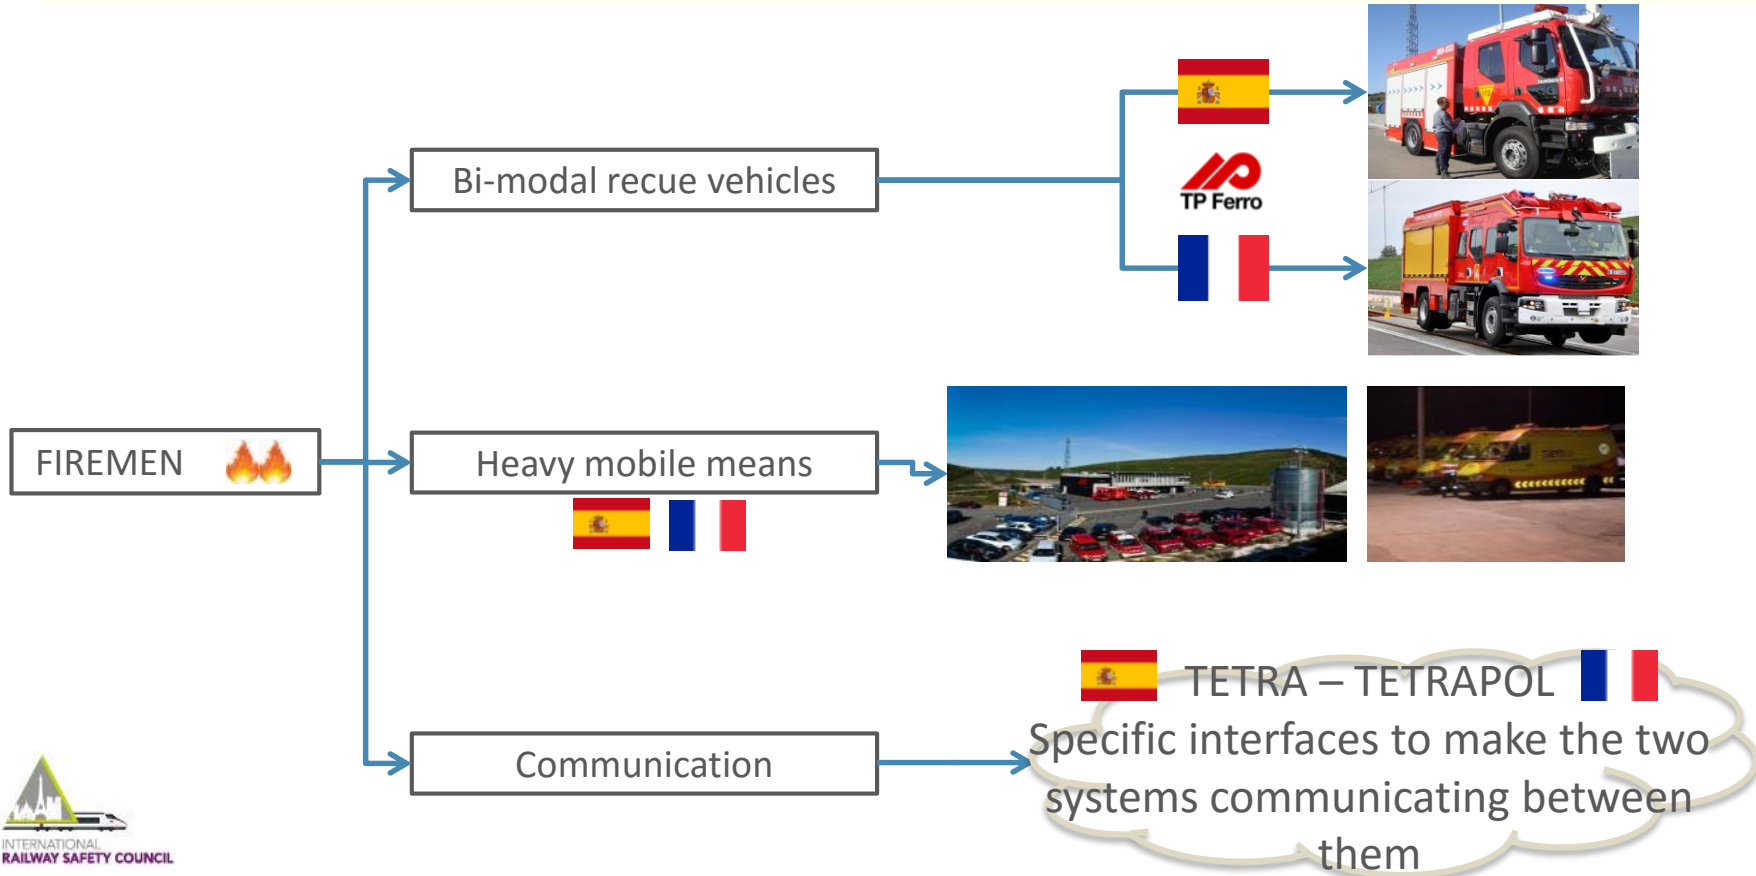 Bi-modal recue vehicles
TP Ferro
112
FIREMEN
Heavy mobile means
TETRA – TETRAPOL
Specific interfaces to make the two
systems communicating between
them
Communication
INTERNATIONAL
RAILWAY SAFETY COUNCIL